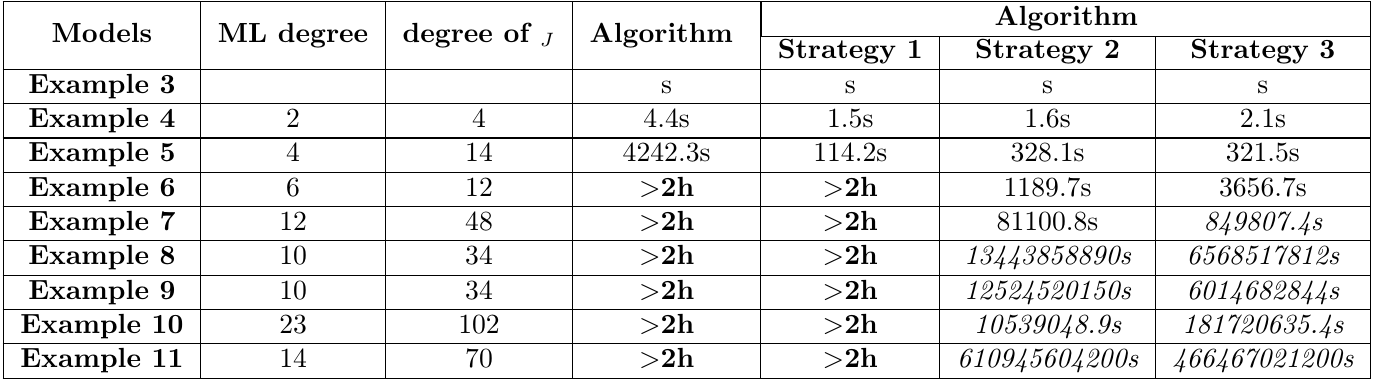 Models ML degree degree of J Algorithm Algorithm
Strategy 1 Strategy 2 Strategy 3
Example 3 s s s s
Example 4 2 4 4.4s 1.5s 1.6s 2.1s
Example 5 4 14 4242.3s 114.2s 328.1s 321.5s
Example 6 6 12 >2h >2h 1189.7s 3656.7s
Example 7 12 48 >2h >2h 81100.8s 849807.4s
Example 8 10 34 >2h >2h 13443858890s 6568517812s
Example 9 10 34 >2h >2h 12524520150s 6014682844s
Example 10 23 102 >2h >2h 10539048.9s 181720635.4s
Example 11 14 70 >2h >2h 610945604200s 466467021200s